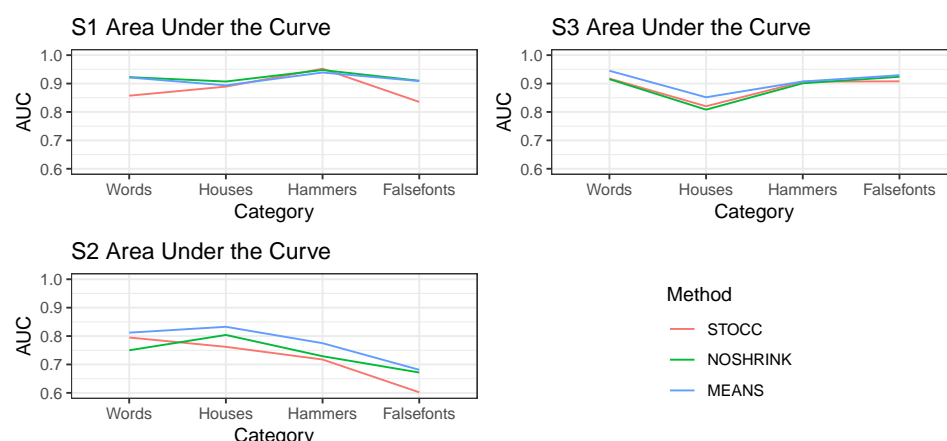 S1 Area Under the Curve
1.0
0.9
0.8
0.7
0.6
AUC
Words Houses Hammers Falsefonts
Category
S3 Area Under the Curve
1.0
0.9
0.8
0.7
0.6
AUC
Words Houses Hammers Falsefonts
Category
S2 Area Under the Curve
1.0
0.9
0.8
0.7
0.6
AUC
Words Houses Hammers Falsefonts
Category
Method
STOCC
NOSHRINK
MEANS